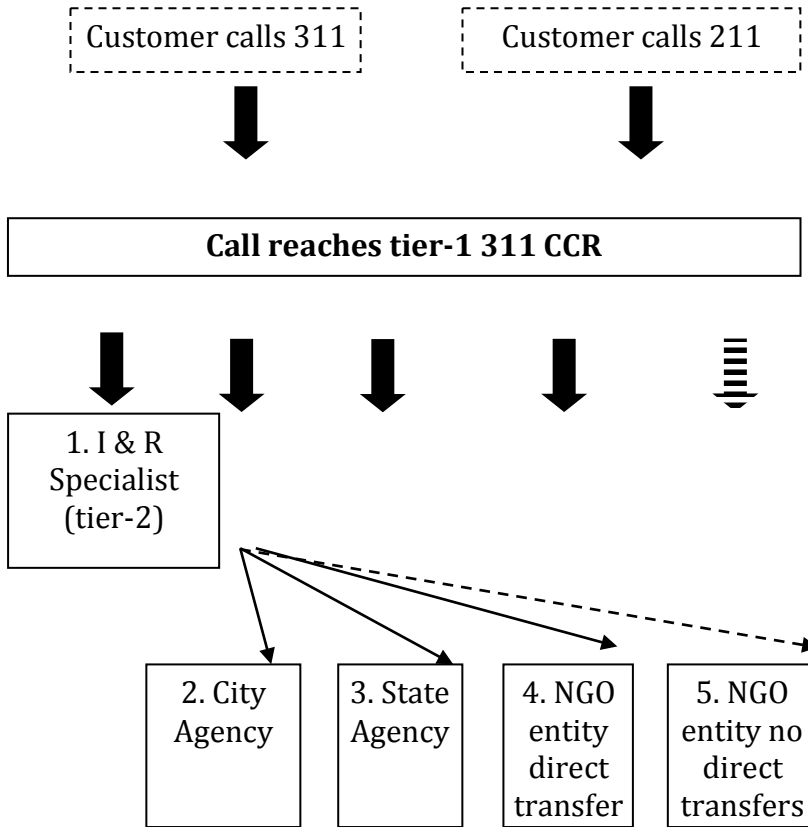 Customer calls 311
Customer calls 211
Call reaches tier-1 311 CCR
1. I & R
Specialist
(tier-2)
2. City
Agency
3. State
Agency
4. NGO
entity
direct
transfer
5. NGO
entity no
direct
transfers